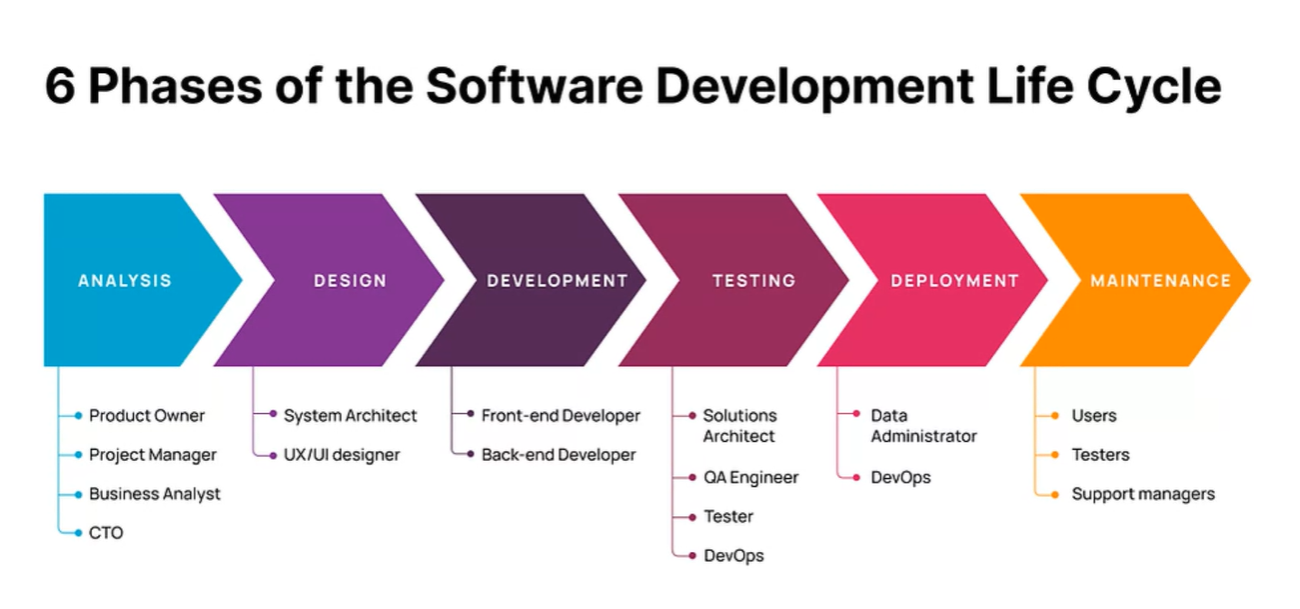 6 Phases of the Software Development Life Cycle
ANALYSIS
DESIGN
DEVELOPMENT
TESTING
DEPLOYMENT
MAINTENANCE
Product Owner
Project Manager
Business Analyst
CTO
System Architect
UX/UI designer
Front-end Developer
Back-end Developer
Solutions
Architect
QA Engineer
Tester
DevOps
Data
Administrator
DevOps
Users
Testers
Support managers